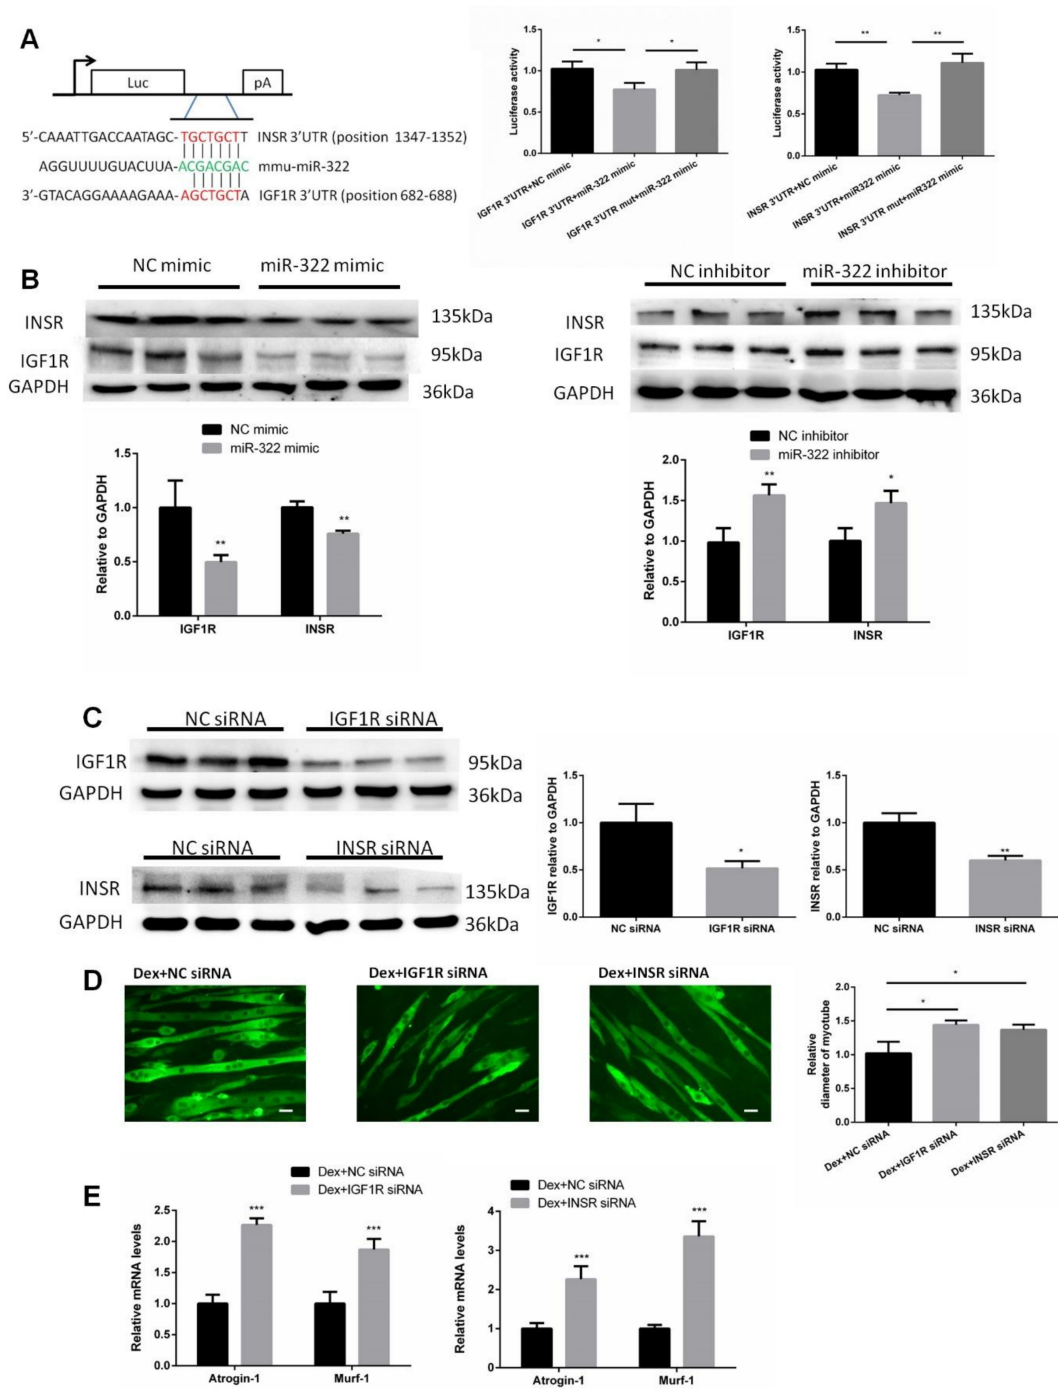 A
Luc
pA
5'-CAAATTGACCAATAGC-TGCTGCTT INSR 3'UTR (position 1347-1352)
AGGUUUUGUACUUA-ACGACGAC mmu-miR-322
3'-GTACAGGAAAAGAAA-AGCTGCTA IGF1R 3'UTR (position 682-688)
Luciferase activity
1.5
1.0
0.5
0.0
*
*
IGF1R 3'UTR+NC mimic
IGF1R 3'UTR+miR-322 mimic
IGF1R 3'UTR mut+miR-322 mimic
Luciferase activity
1.5
1.0
0.5
0.0
**
**
INSR 3'UTR+NC mimic
INSR 3'UTR+miR322 mimic
INSR 3'UTR mut+miR322 mimic
B
NC mimic
miR-322 mimic
INSR
135kDa
IGF1R
95kDa
GAPDH
36kDa
NC mimic
miR-322 mimic
Relative to GAPDH
1.5
1.0
0.5
0.0
**
**
IGF1R
INSR
NC inhibitor
miR-322 inhibitor
INSR
135kDa
IGF1R
95kDa
GAPDH
36kDa
NC inhibitor
miR-322 inhibitor
Relative to GAPDH
2.0
1.5
1.0
0.5
0.0
**
*
IGF1R
INSR
C
NC siRNA
IGF1R siRNA
IGF1R
95kDa
GAPDH
36kDa
NC siRNA
INSR siRNA
INSR
135kDa
GAPDH
36kDa
IGF1R relative to GAPDH
1.5
1.0
0.5
0.0
*
NC siRNA
IGF1R siRNA
INSR relative to GAPDH
1.5
1.0
0.5
0.0
**
NC siRNA
INSR siRNA
D
Dex+NC siRNA
Dex+IGF1R siRNA
Dex+INSR siRNA
Relative
diameter of myotube
2.0
1.5
1.0
0.5
0.0
*
*
Dex+NC siRNA
Dex+IGF1R siRNA
Dex+INSR siRNA
E
Dex+NC siRNA
Dex+IGF1R siRNA
Relative mRNA levels
2.5
2.0
1.5
1.0
0.5
0.0
***
***
Atrogin-1
Murf-1
Dex+NC siRNA
Dex+INSR siRNA
Relative mRNA levels
4
3
2
1
0
***
***
Atrogin-1
Murf-1